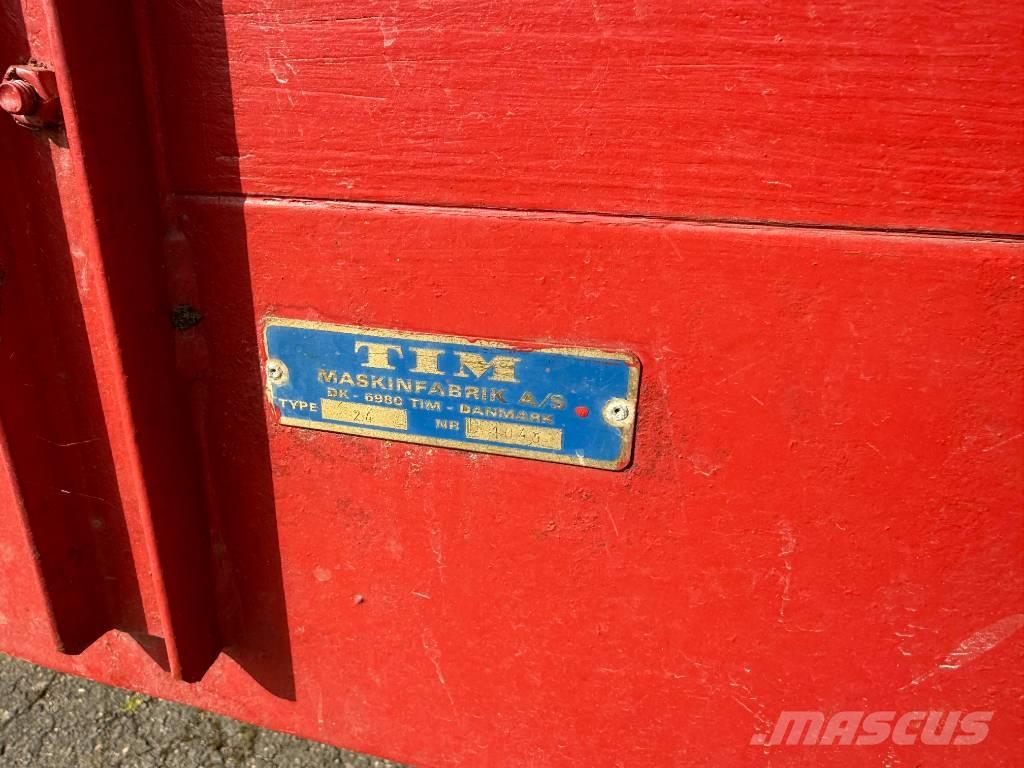 TIM
MASKINFABRIK A/S
DK - 6980 TIM - DANMARK
TYPE 24
NR
MASCUS